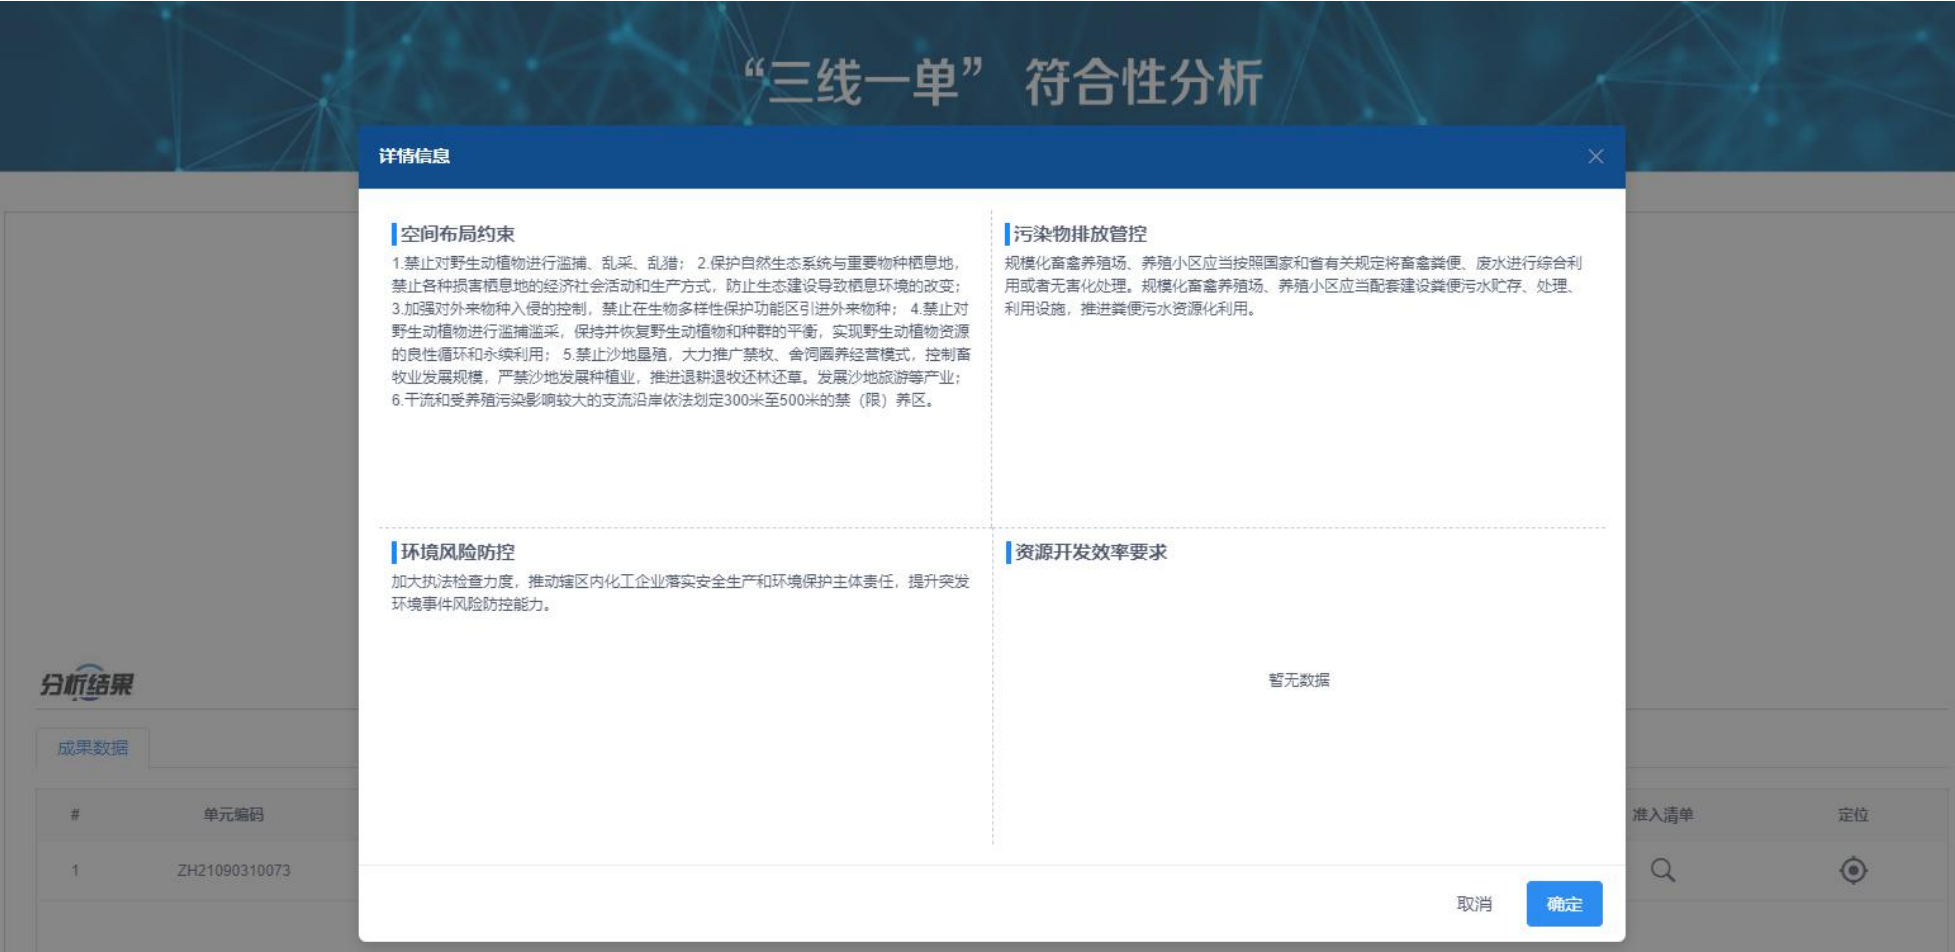 “三线一单” 符合性分析
详情信息
空间布局约束
1.禁止对野生动植物进行滥捕、乱采、乱猎； 2.保护自然生态系统与重要物种栖息地，
禁止各种损害栖息地的经济社会活动和生产方式，防止生态建设导致栖息环境的改变；
3.加强对外来物种入侵的控制，禁止在生物多样性保护功能区引进外来物种； 4.禁止对
野生动植物进行滥捕滥采，保持并恢复野生动植物和种群的平衡，实现野生动植物资源
的良性循环和永续利用； 5.禁止沙地垦殖，大力推广禁牧、舍饲圈养经营模式，控制畜
牧业发展规模，严禁沙地发展种植业，推进退耕退牧还林还草。发展沙地旅游等产业；
6.干流和受养殖污染影响较大的支流沿岸依法划定300米至500米的禁（限）养区。
污染物排放管控
规模化畜禽养殖场、养殖小区应当按照国家和省有关规定将畜禽粪便、废水进行综合利
用或者无害化处理。规模化畜禽养殖场、养殖小区应当配套建设粪便污水贮存、处理、
利用设施，推进粪便污水资源化利用。
环境风险防控
加大执法检查力度，推动辖区内化工企业落实安全生产和环境保护主体责任，提升突发
环境事件风险防控能力。
资源开发效率要求
暂无数据
取消
确定
分析结果
成果数据
# 单元编码 准入清单 定位
1 ZH21090310073